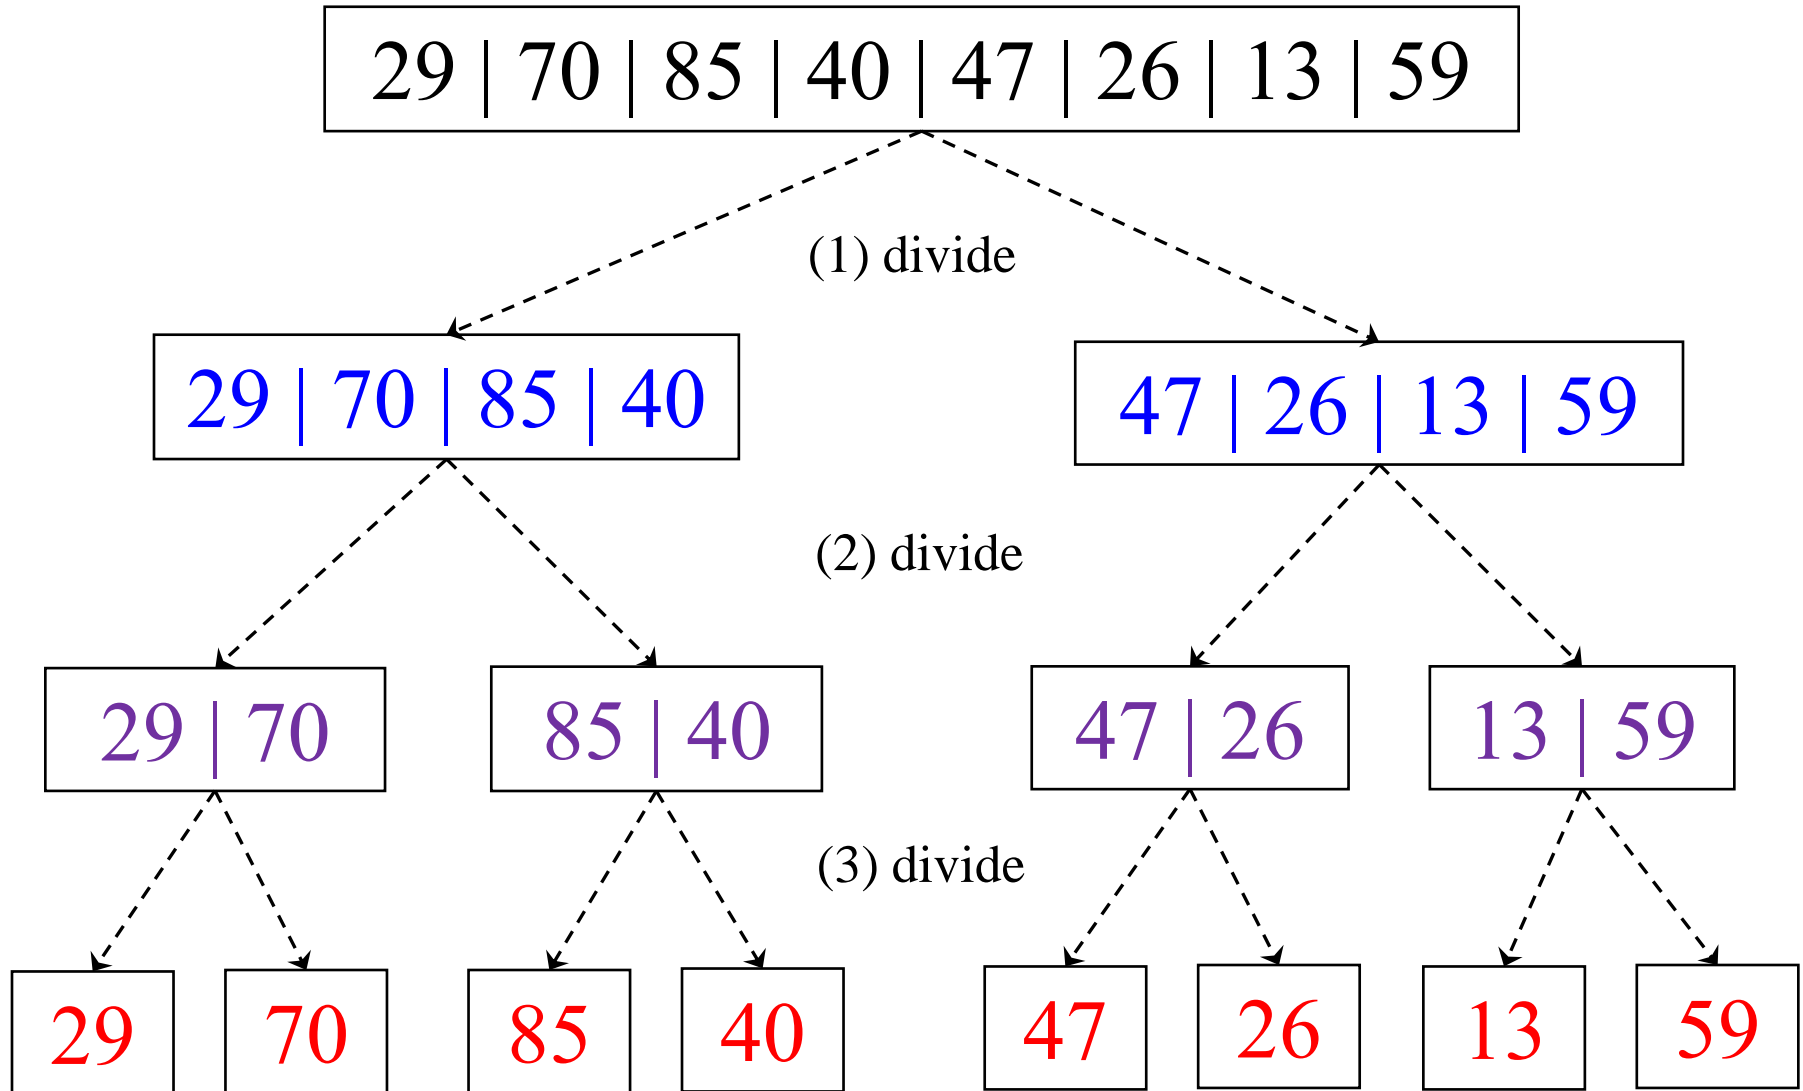 29 | 70 | 85 | 40 | 47 | 26 | 13 | 59
(1) divide
29 | 70 | 85 | 40
47 | 26 | 13 | 59
(2) divide
29 | 70
85 | 40
47 | 26
13 | 59
(3) divide
29
70
85
40
47
26
13
59